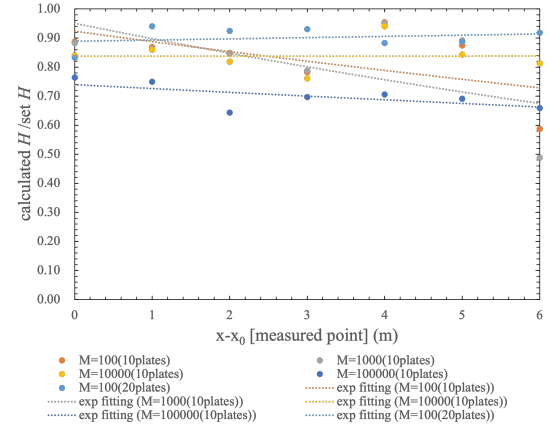 1.00
0.90
0.80
0.70
0.60
0.50
0.40
0.30
0.20
0.10
0.00
calculated H/set H
0 1 2 3 4 5 6
x-x₀ [measured point] (m)
M=100(10plates) M=1000(10plates)
M=10000(10plates) M=100000(10plates)
M=100(20plates) exp fitting (M=100(10plates))
exp fitting (M=1000(10plates)) exp fitting (M=10000(10plates))
exp fitting (M=100000(10plates)) exp fitting (M=100(20plates))